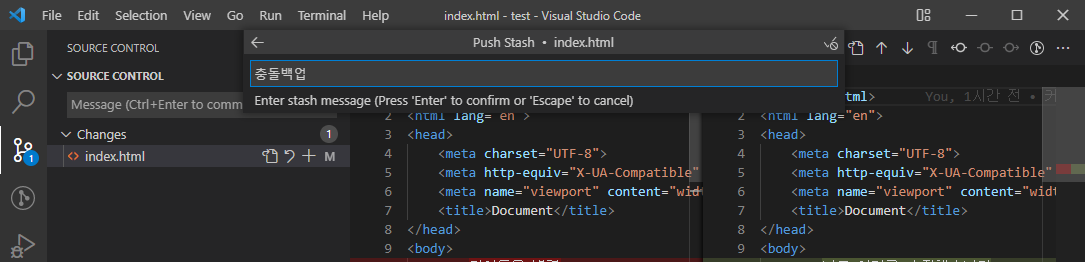 File Edit Selection View Go Run Terminal Help
index.html - test - Visual Studio Code
SOURCE CONTROL
SOURCE CONTROL
Message (Ctrl+Enter to comm
Changes 1
index.html M
1
Push Stash • index.html
충돌백업
Enter stash message (Press 'Enter' to confirm or 'Escape' to cancel)
2 <html lang="en">
3 <head>
4 <meta charset="UTF-8">
5 <meta http-equiv="X-UA-Compatible"
6 <meta name="viewport" content="widt
7 <title>Document</title>
8 </head>
9 <body>
html> You, 1시간 전 • 커
2 <html lang="en">
3 <head>
4 <meta charset="UTF-8">
5 <meta http-equiv="X-UA-Compatible"
6 <meta name="viewport" content="widt
7 <title>Document</title>
8 </head>
9 <body>